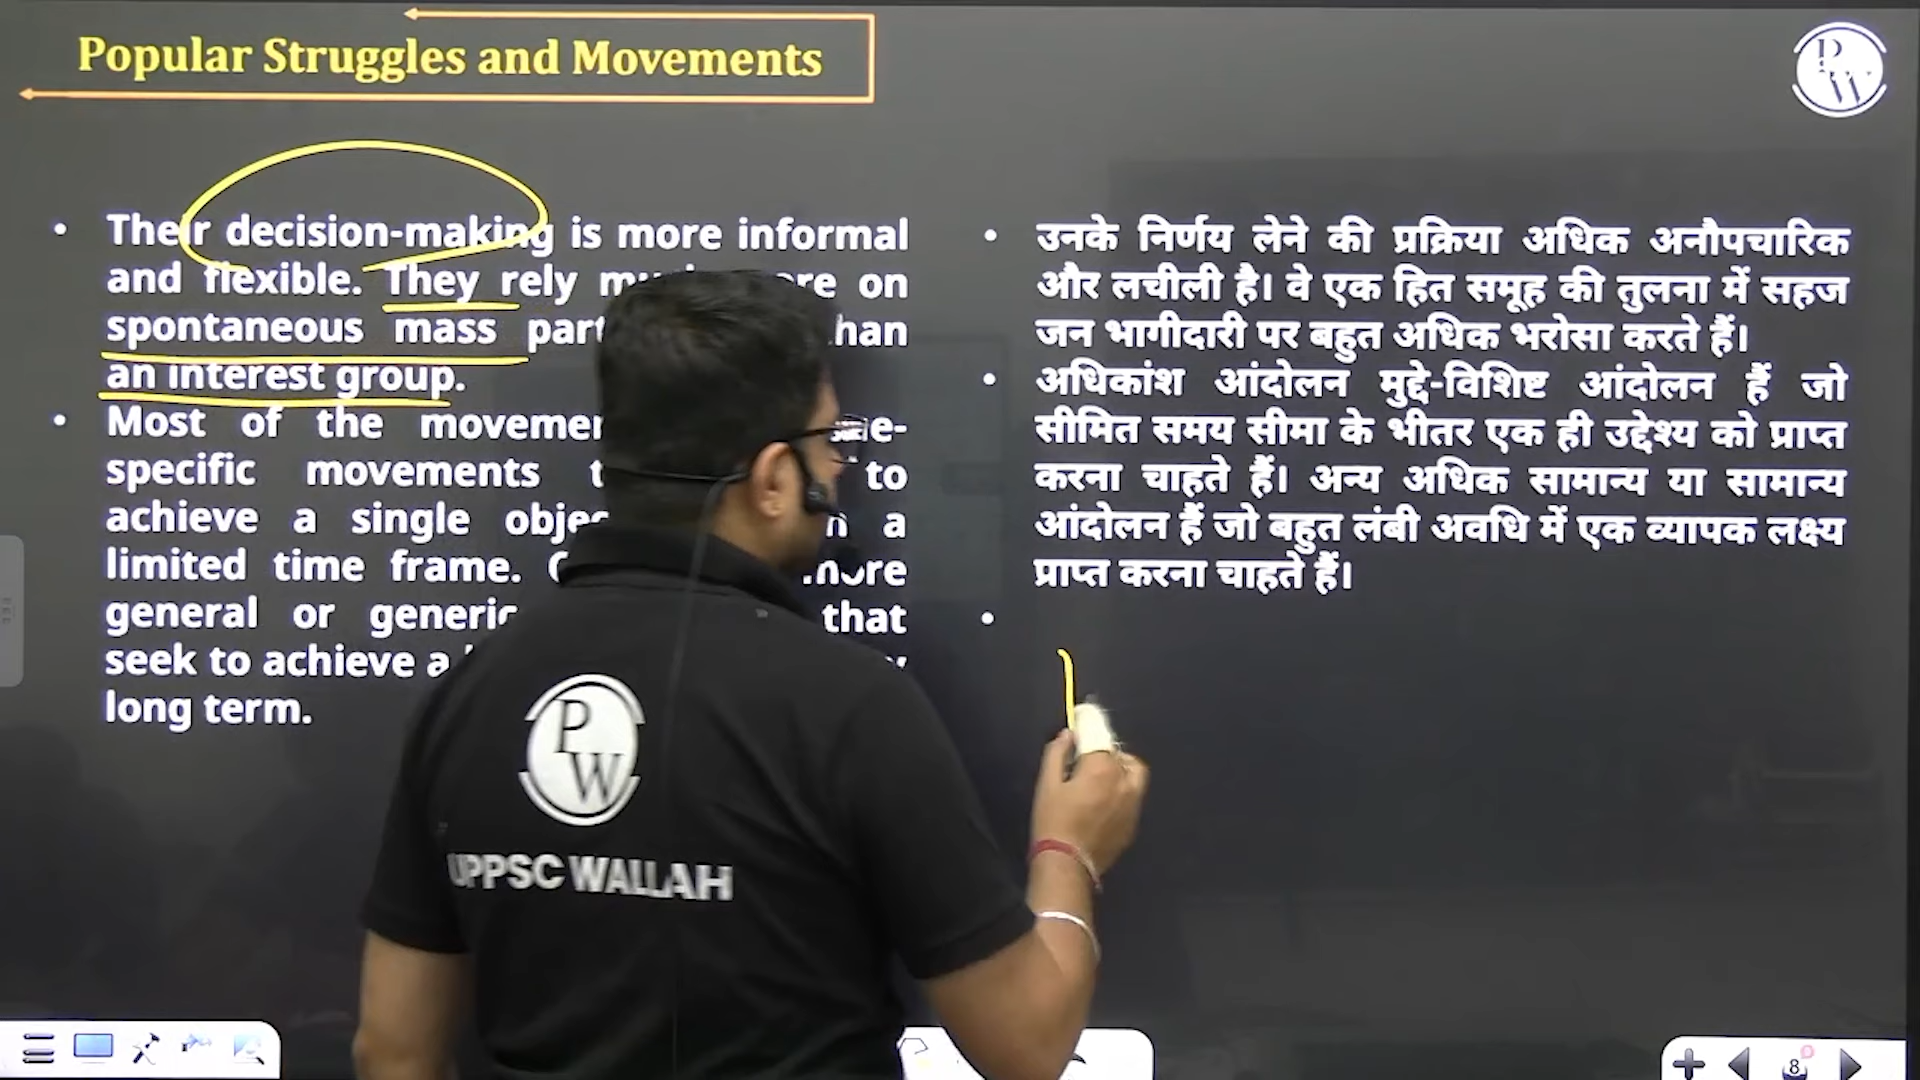 Popular Struggles and Movements
PW
• Their decision-making is more informal
and flexible. They rely on
spontaneous mass
an interest group.
• Most of the
specific movements to
achieve a single a
limited time frame. more
general or that
seek to achieve a
long term.
• उनके निर्णय लेने की प्रक्रिया अधिक अनौपचारिक
और लचीली है। वे एक हित समूह की तुलना में सहज
जन भागीदारी पर बहुत अधिक भरोसा करते हैं।
• अधिकांश आंदोलन मुद्दे-विशिष्ट आंदोलन हैं जो
सीमित समय सीमा के भीतर एक ही उद्देश्य को प्राप्त
करना चाहते हैं। अन्य अधिक सामान्य या सामान्य
आंदोलन हैं जो बहुत लंबी अवधि में एक व्यापक लक्ष्य
प्राप्त करना चाहते हैं।
•
PW
UPPSC WALLAH
8